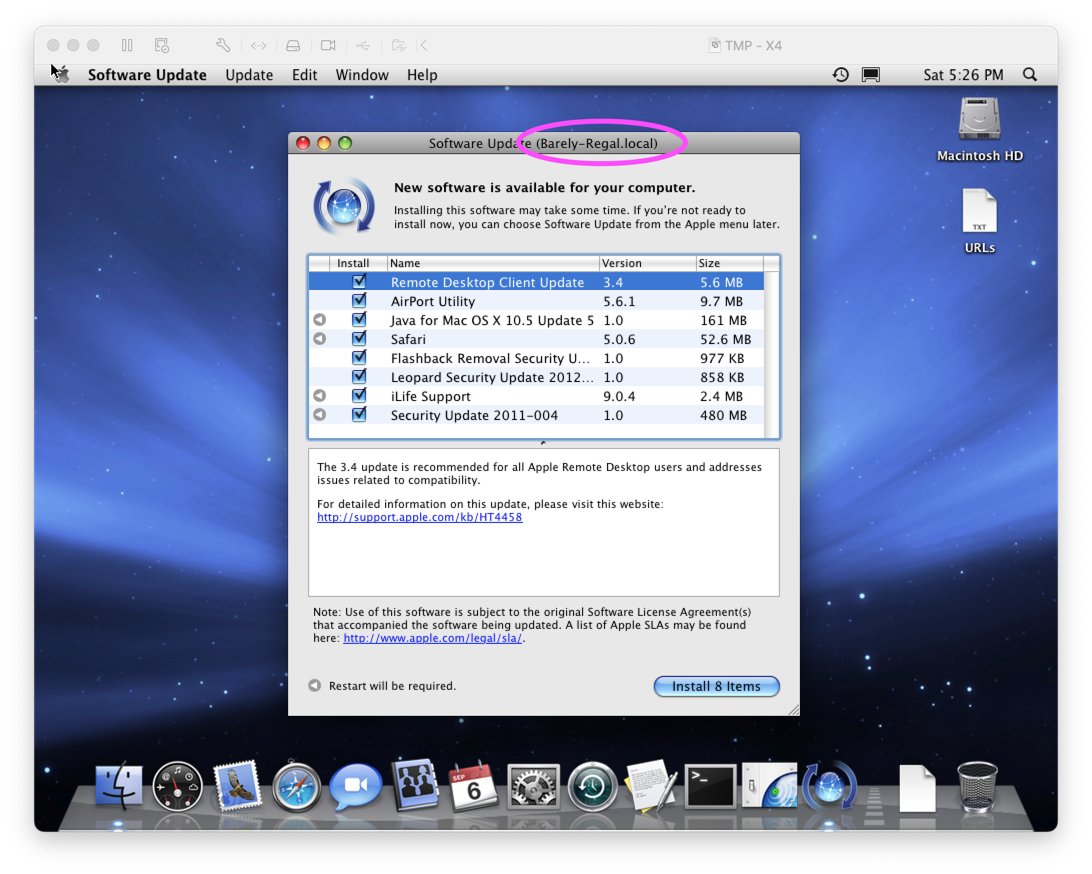 TMP - X4
Software Update Update Edit Window Help Sat 5:26 PM
Macintosh HD
TXT
URLs
Software Update (Barely-Regal.local)
New software is available for your computer.
Installing this software may take some time. If you’re not ready to
install now, you can choose Software Update from the Apple menu later.
Install Name Version Size
Remote Desktop Client Update 3.4 5.6 MB
AirPort Utility 5.6.1 9.7 MB
Java for Mac OS X 10.5 Update 5 1.0 161 MB
Safari 5.0.6 52.6 MB
Flashback Removal Security U... 1.0 977 KB
Leopard Security Update 2012... 1.0 858 KB
iLife Support 9.0.4 2.4 MB
Security Update 2011-004 1.0 480 MB
The 3.4 update is recommended for all Apple Remote Desktop users and addresses
issues related to compatibility.
For detailed information on this update, please visit this website:
http://support.apple.com/kb/HT4458
Note: Use of this software is subject to the original Software License Agreement(s)
that accompanied the software being updated. A list of Apple SLAs may be found
here: http://www.apple.com/legal/sla/.
Restart will be required.
Install 8 Items
SEP
6
>_